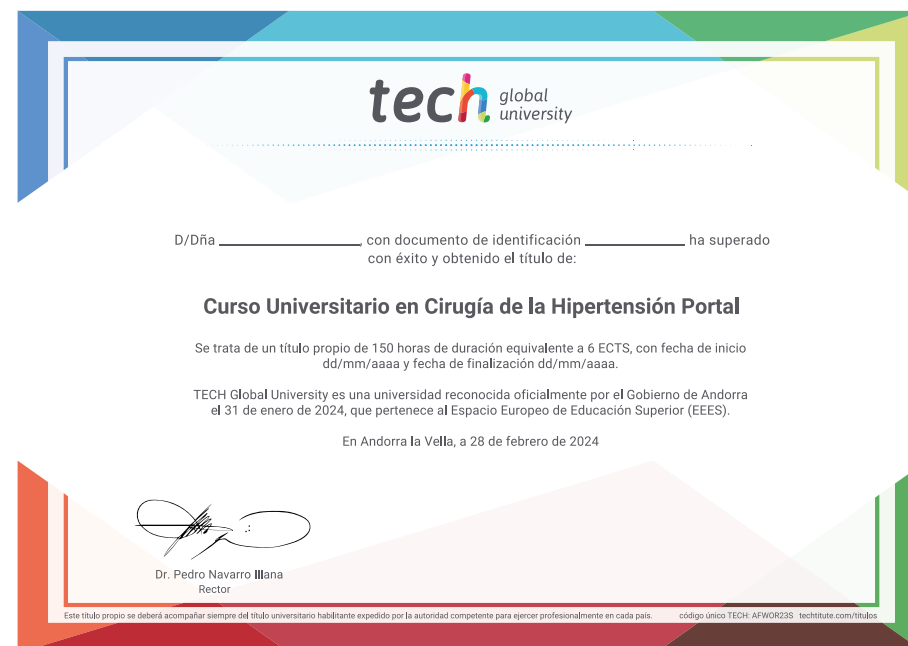 tech global university
D/Dña ____________________, con documento de identificación ______________ ha superado
con éxito y obtenido el título de:
Curso Universitario en Cirugía de la Hipertensión Portal
Se trata de un título propio de 150 horas de duración equivalente a 6 ECTS, con fecha de inicio
dd/mm/aaaa y fecha de finalización dd/mm/aaaa.
TECH Global University es una universidad reconocida oficialmente por el Gobierno de Andorra
el 31 de enero de 2024, que pertenece al Espacio Europeo de Educación Superior (EEES).
En Andorra la Vella, a 28 de febrero de 2024
Dr. Pedro Navarro Illana
Rector
Este título propio se deberá acompañar siempre del título universitario habilitante expedido por la autoridad competente para ejercer profesionalmente en cada país. código único TECH: AFWOR23S techtitute.com/títulos